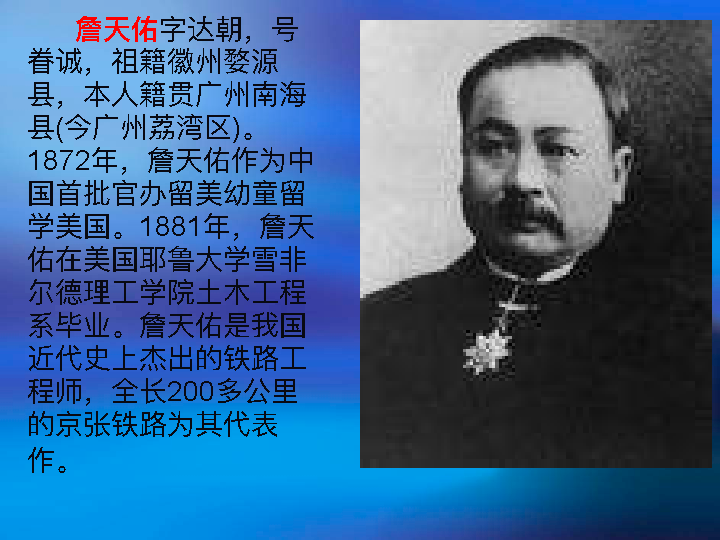 詹天佑字达朝，号
眷诚，祖籍徽州婺源
县，本人籍贯广州南海
县(今广州荔湾区)。
1872年，詹天佑作为中
国首批官办留美幼童留
学美国。1881年，詹天
佑在美国耶鲁大学雪非
尔德理工学院土木工程
系毕业。詹天佑是我国
近代史上杰出的铁路工
程师，全长200多公里
的京张铁路为其代表
作。